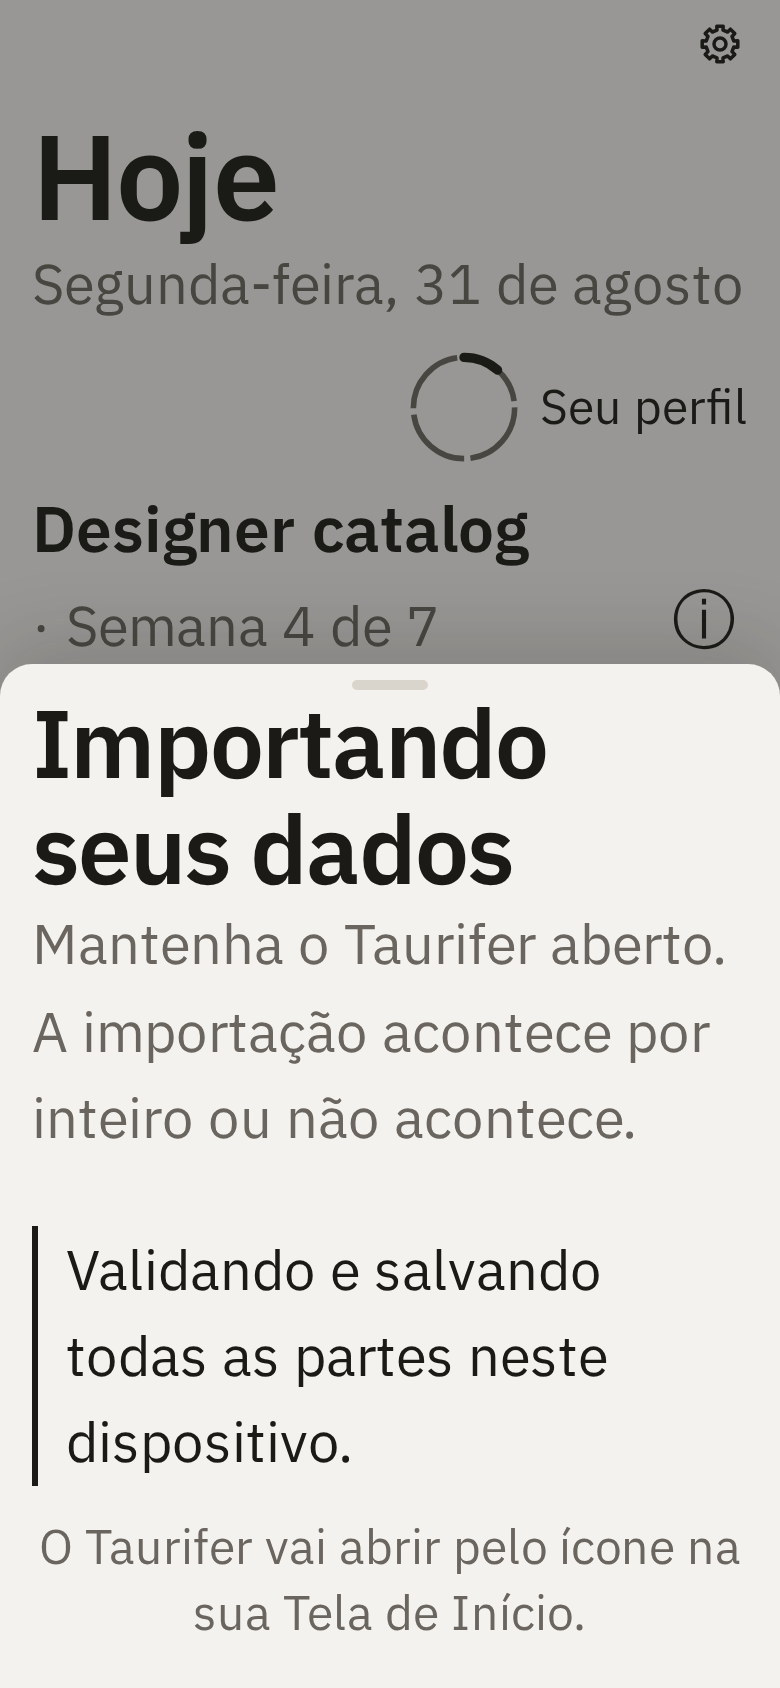 Hoje
Segunda-feira, 31 de agosto
Seu perfil
Designer catalog
· Semana 4 de 7
Importando
seus dados
Mantenha o Taurifer aberto.
A importação acontece por
inteiro ou não acontece.
Validando e salvando
todas as partes neste
dispositivo.
O Taurifer vai abrir pelo ícone na
sua Tela de Início.